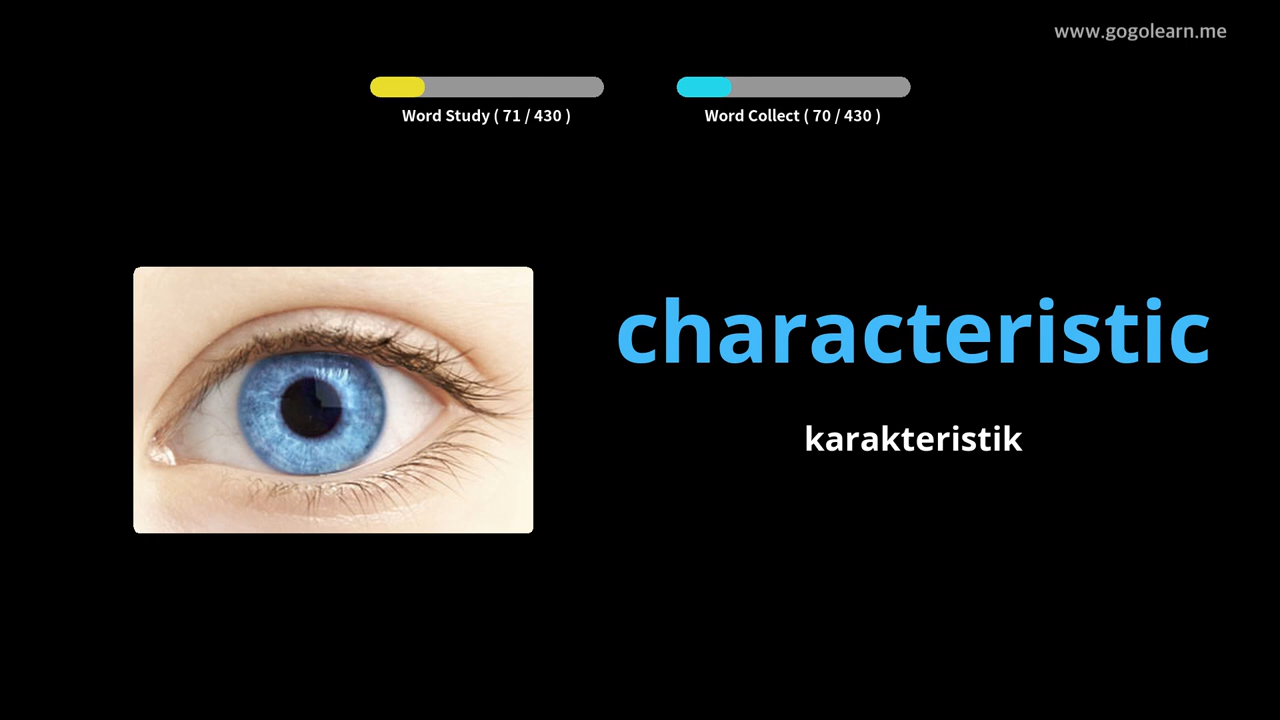 www.gogolearn.me
Word Study ( 71 / 430 )
Word Collect ( 70 / 430 )
characteristic
karakteristik